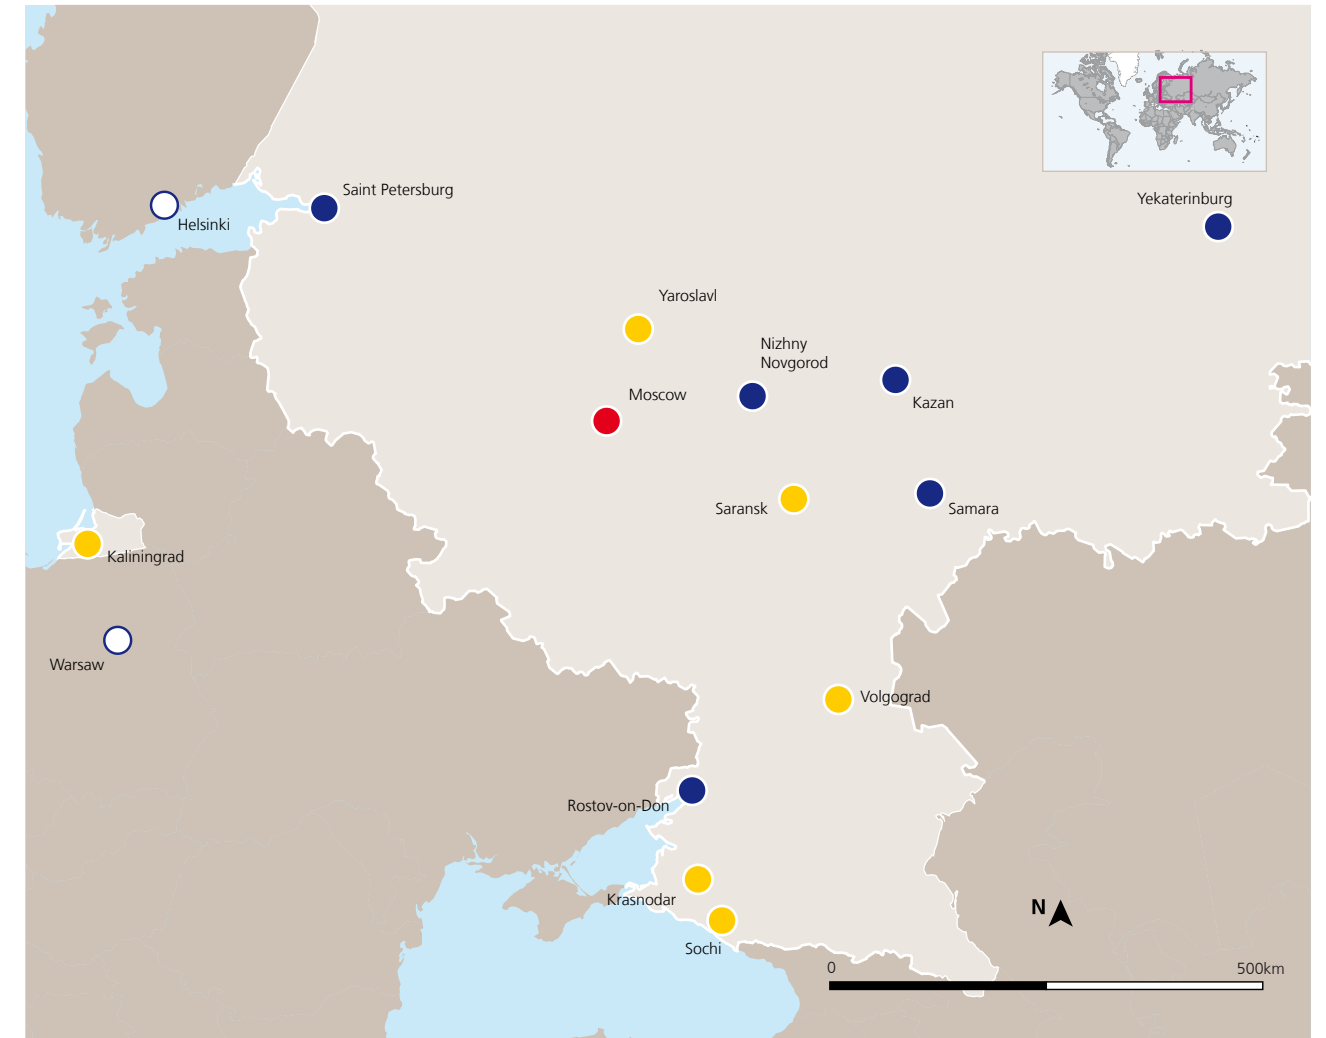 Saint Petersburg
Yekaterinburg
Helsinki
Yaroslavl
Nizhny
Novgorod
Moscow
Kazan
Saransk
Samara
Kaliningrad
Warsaw
Volgograd
Rostov-on-Don
Krasnodar
N
Sochi
0
500km